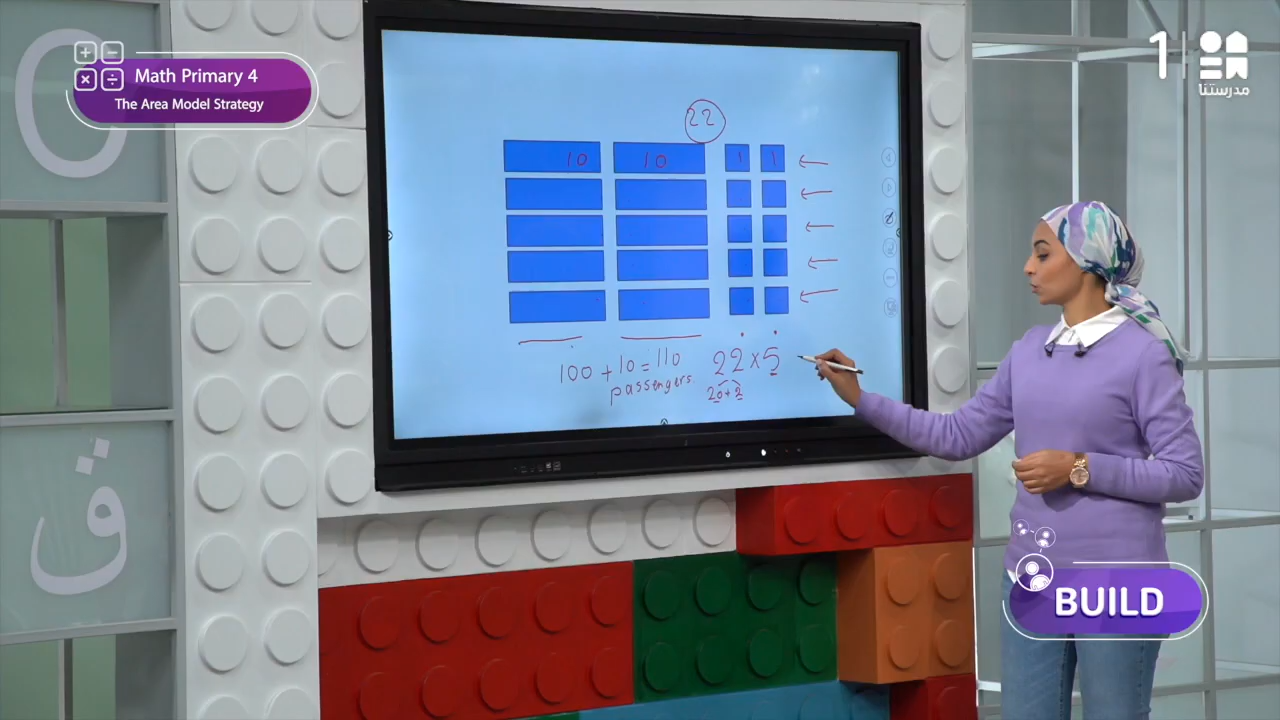 Math Primary 4
The Area Model Strategy
1
مدرستنا
22
10 10 1 1
100 + 10 = 110
passengers
22 × 5
20 + 2
ق
BUILD